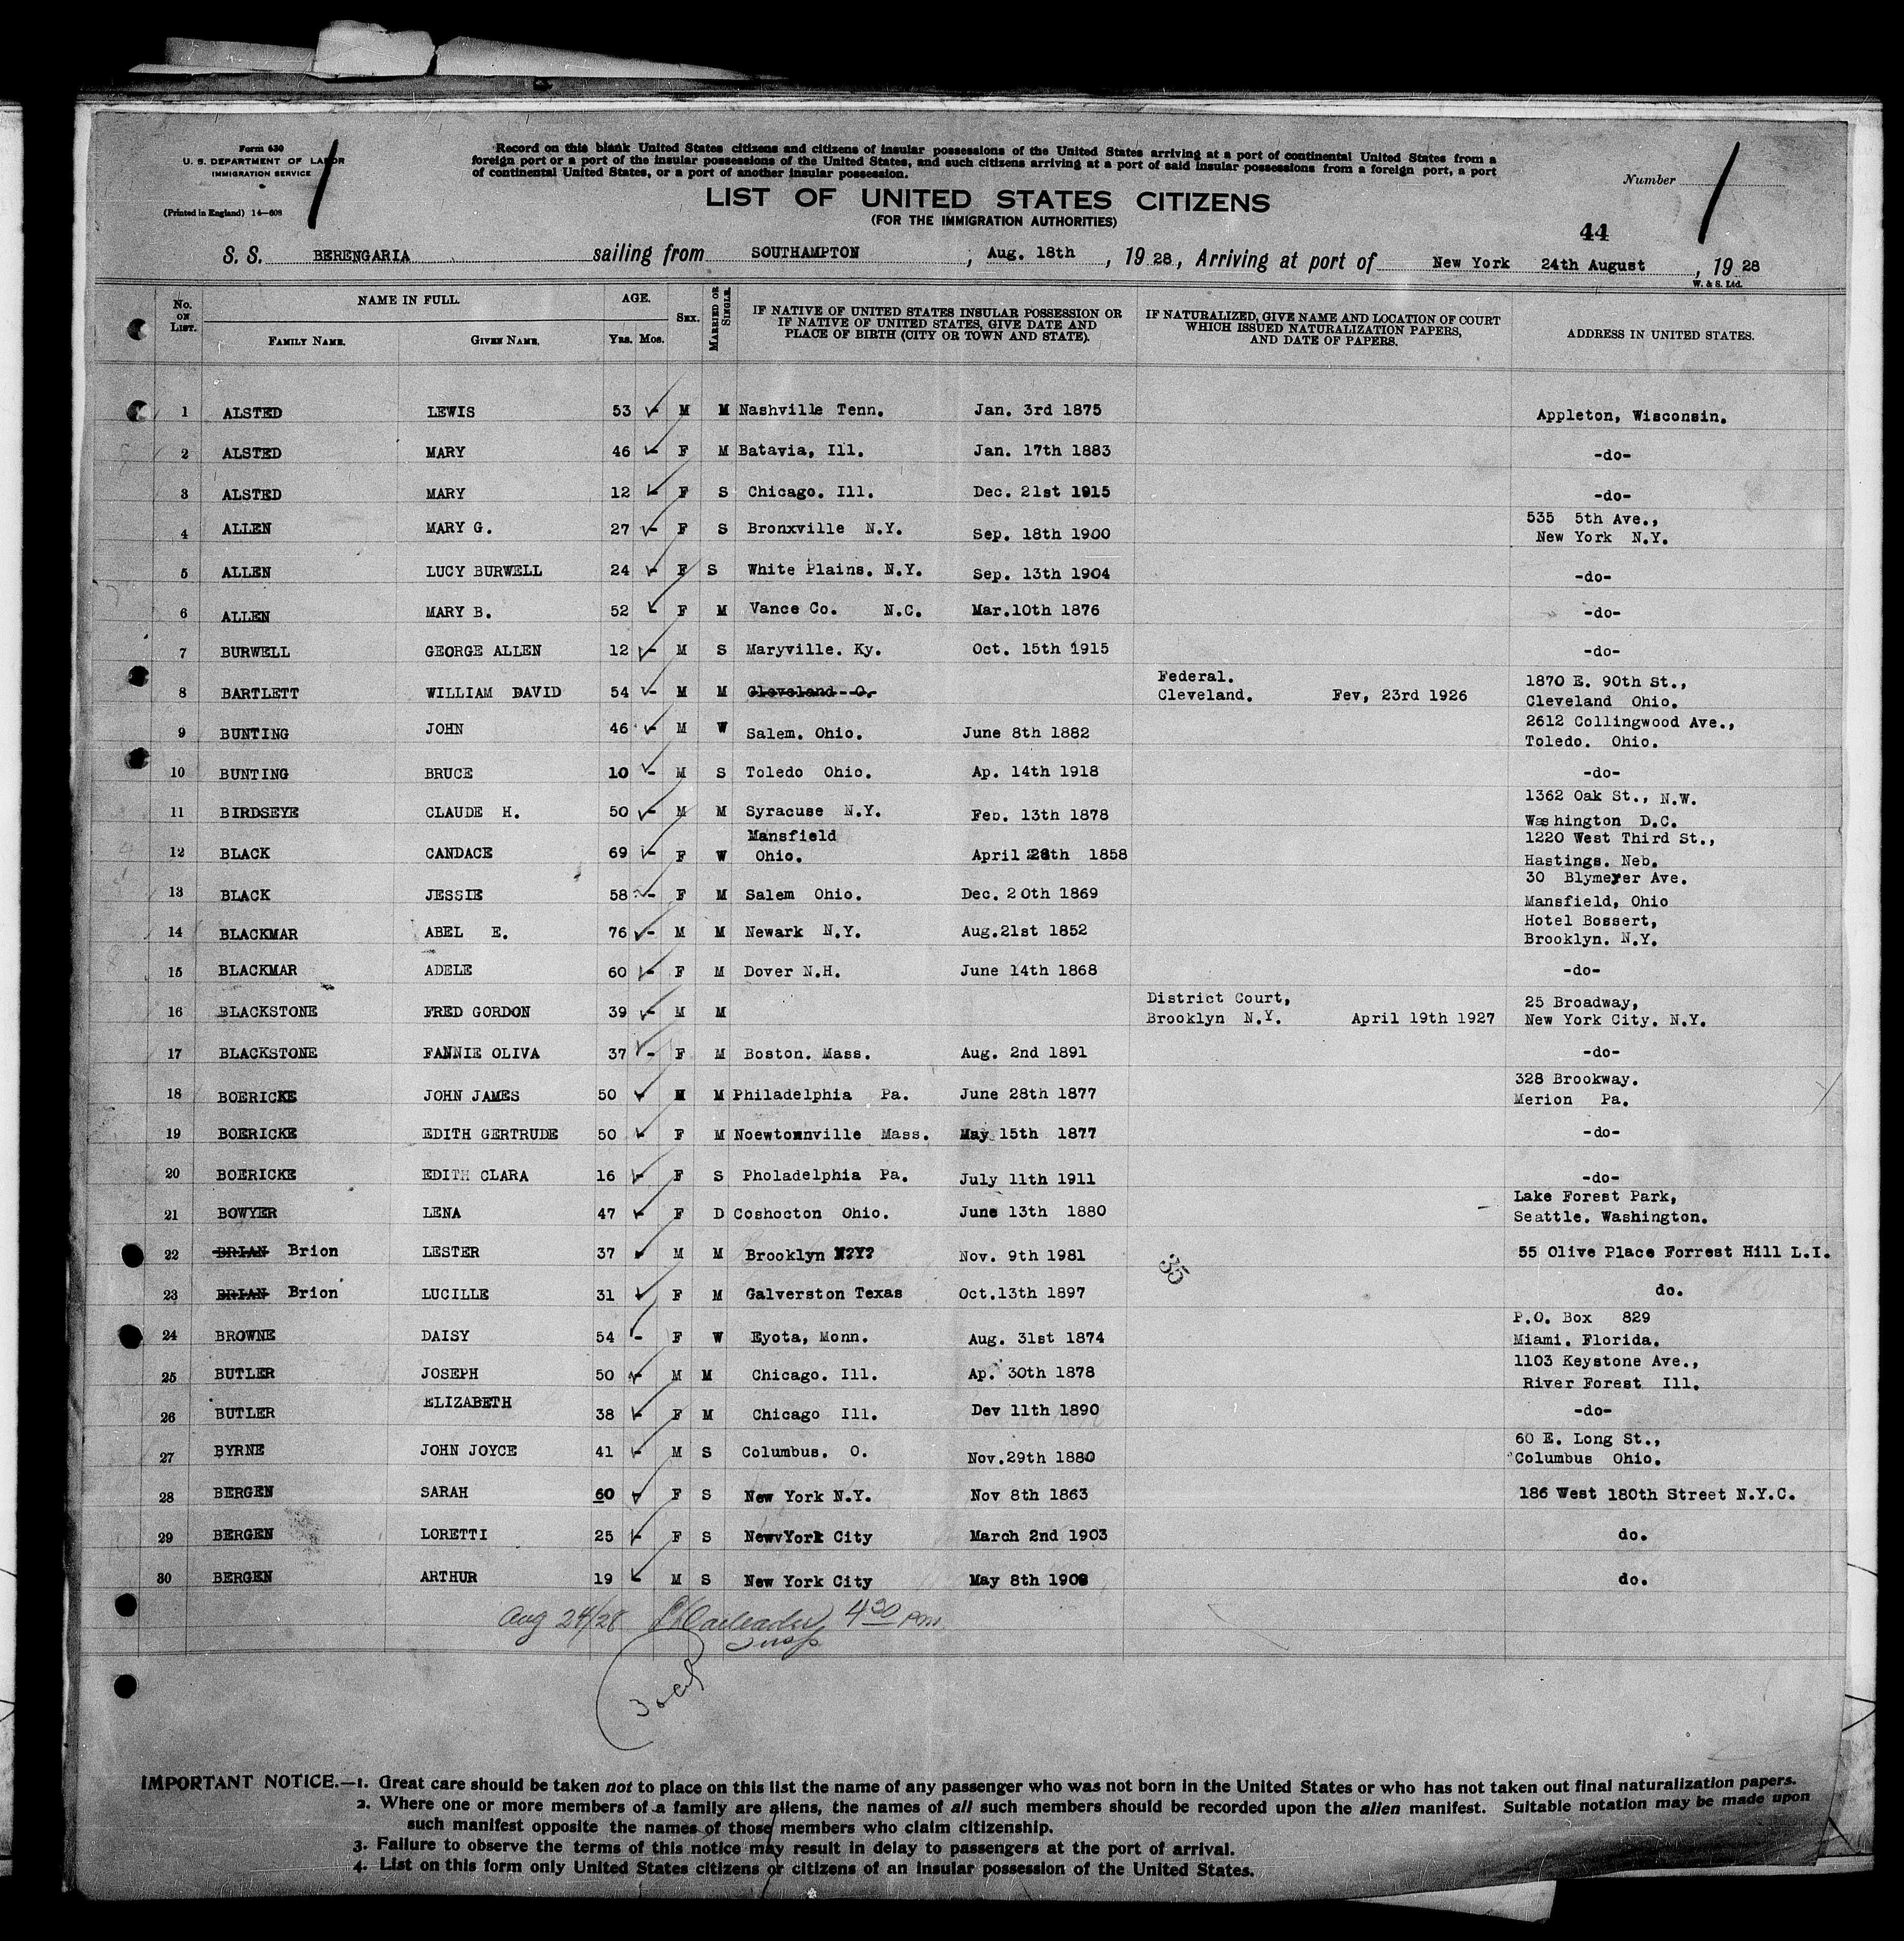 Form 630
U. S. DEPARTMENT OF LABOR
IMMIGRATION SERVICE
(Printed in England) 14—608
Record on this blank United States citizens and citizens of insular possessions of the United States arriving at a port of continental United States from a
foreign port or a port of the insular possessions of the United States, and such citizens arriving at a port of said insular possessions from a foreign port, a port
of continental United States, or a port of another insular possession.
Number
LIST OF UNITED STATES CITIZENS
(FOR THE IMMIGRATION AUTHORITIES)
44
S. S. BERENGARIA sailing from SOUTHAMPTON , Aug. 18th , 19 28 , Arriving at port of New York 24th August , 19 28
W. & S. Ltd.
No. ON LIST. NAME IN FULL. FAMILY NAME. GIVEN NAME. AGE. Yrs. Mos. SEX. MARRIED OR SINGLE. IF NATIVE OF UNITED STATES INSULAR POSSESSION OR IF NATIVE OF UNITED STATES, GIVE DATE AND PLACE OF BIRTH (CITY OR TOWN AND STATE). IF NATURALIZED, GIVE NAME AND LOCATION OF COURT WHICH ISSUED NATURALIZATION PAPERS, AND DATE OF PAPERS. ADDRESS IN UNITED STATES.
1 ALSTED LEWIS 53 M M Nashville Tenn. Jan. 3rd 1875 Appleton, Wisconsin.
2 ALSTED MARY 46 F M Batavia, Ill. Jan. 17th 1883 -do-
3 ALSTED MARY 12 F S Chicago. Ill. Dec. 21st 1915 -do-
4 ALLEN MARY G. 27 F S Bronxville N.Y. Sep. 18th 1900 535 5th Ave., New York N.Y.
5 ALLEN LUCY BURWELL 24 F S White Plains. N.Y. Sep. 13th 1904 -do-
6 ALLEN MARY B. 52 F M Vance Co. N.C. Mar.10th 1876 -do-
7 BURWELL GEORGE ALLEN 12 M S Maryville. Ky. Oct. 15th 1915 -do-
8 BARTLETT WILLIAM DAVID 54 M M Cleveland O. Federal. Cleveland. Fev, 23rd 1926 1870 E. 90th St., Cleveland Ohio.
9 BUNTING JOHN 46 M W Salem. Ohio. June 8th 1882 2612 Collingwood Ave., Toledo. Ohio.
10 BUNTING BRUCE 10 M S Toledo Ohio. Ap. 14th 1918 -do-
11 BIRDSEYE CLAUDE H. 50 M M Syracuse N.Y. Feb. 13th 1878 1362 Oak St., N.W. Washington D.C.
12 BLACK CANDACE 69 F W Mansfield Ohio. April 28th 1858 1220 West Third St., Hastings. Neb.
13 BLACK JESSIE 58 F M Salem Ohio. Dec. 20th 1869 30 Blymeyer Ave. Mansfield, Ohio
14 BLACKMAR ABEL E. 76 M M Newark N.Y. Aug.21st 1852 Hotel Bossert, Brooklyn. N.Y.
15 BLACKMAR ADELE 60 F M Dover N.H. June 14th 1868 -do-
16 BLACKSTONE FRED GORDON 39 M M District Court, Brooklyn N.Y. April 19th 1927 25 Broadway, New York City. N.Y.
17 BLACKSTONE FANNIE OLIVA 37 F M Boston. Mass. Aug. 2nd 1891 -do-
18 BOERICKE JOHN JAMES 50 M M Philadelphia Pa. June 28th 1877 328 Brookway. Merion Pa.
19 BOERICKE EDITH GERTRUDE 50 F M Noewtonnville Mass. May 15th 1877 -do-
20 BOERICKE EDITH CLARA 16 F S Pholadelphia Pa. July 11th 1911 -do-
21 BOWYER LENA 47 F D Coshocton Ohio. June 13th 1880 Lake Forest Park, Seattle. Washington.
22 BRIAN Brion LESTER 37 M M Brooklyn N?Y? Nov. 9th 1981 55 Olive Place Forrest Hill L.I.
35
23 BRIAN Brion LUCILLE 31 F M Galverston Texas Oct.13th 1897 do.
24 BROWNE DAISY 54 F W Eyota, Monn. Aug. 31st 1874 P.O. Box 829 Miami. Florida.
25 BUTLER JOSEPH 50 M M Chicago. Ill. Ap. 30th 1878 1103 Keystone Ave., River Forest Ill.
26 BUTLER ELIZABETH 38 F M Chicago Ill. Dev 11th 1890 -do-
27 BYRNE JOHN JOYCE 41 M S Columbus. O. Nov.29th 1880 60 E. Long St., Columbus Ohio.
28 BERGEN SARAH 60 F S New York N.Y. Nov 8th 1863 186 West 180th Street N.Y.C.
29 BERGEN LORETTI 25 F S NewvYork City March 2nd 1903 do.
30 BERGEN ARTHUR 19 M S New York City May 8th 1908 do.
Aug 24/28 4 30 PM
Insp
IMPORTANT NOTICE.—1. Great care should be taken not to place on this list the name of any passenger who was not born in the United States or who has not taken out final naturalization papers.
2. Where one or more members of a family are aliens, the names of all such members should be recorded upon the alien manifest. Suitable notation may be made upon
such manifest opposite the names of those members who claim citizenship.
3. Failure to observe the terms of this notice may result in delay to passengers at the port of arrival.
4. List on this form only United States citizens or citizens of an insular possession of the United States.